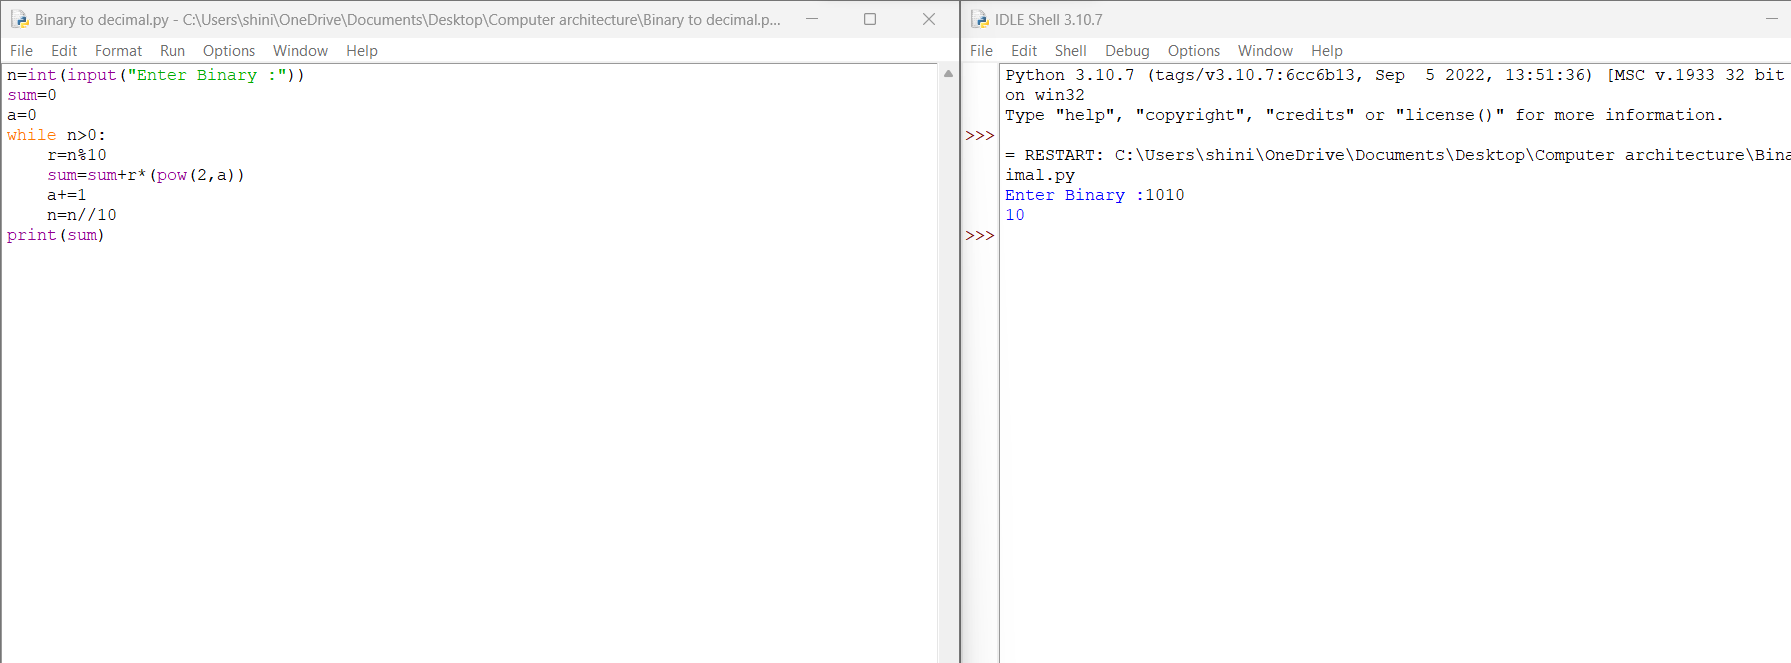 Binary to decimal.py - C:\Users\shini\OneDrive\Documents\Desktop\Computer architecture\Binary to decimal.p...
File Edit Format Run Options Window Help
n=int(input("Enter Binary :"))
sum=0
a=0
while n>0:
    r=n%10
    sum=sum+r*(pow(2,a))
    a+=1
    n=n//10
print(sum)
IDLE Shell 3.10.7
File Edit Shell Debug Options Window Help
Python 3.10.7 (tags/v3.10.7:6cc6b13, Sep  5 2022, 13:51:36) [MSC v.1933 32 bit
on win32
Type "help", "copyright", "credits" or "license()" for more information.
>>>
= RESTART: C:\Users\shini\OneDrive\Documents\Desktop\Computer architecture\Bina
imal.py
Enter Binary :1010
10
>>>